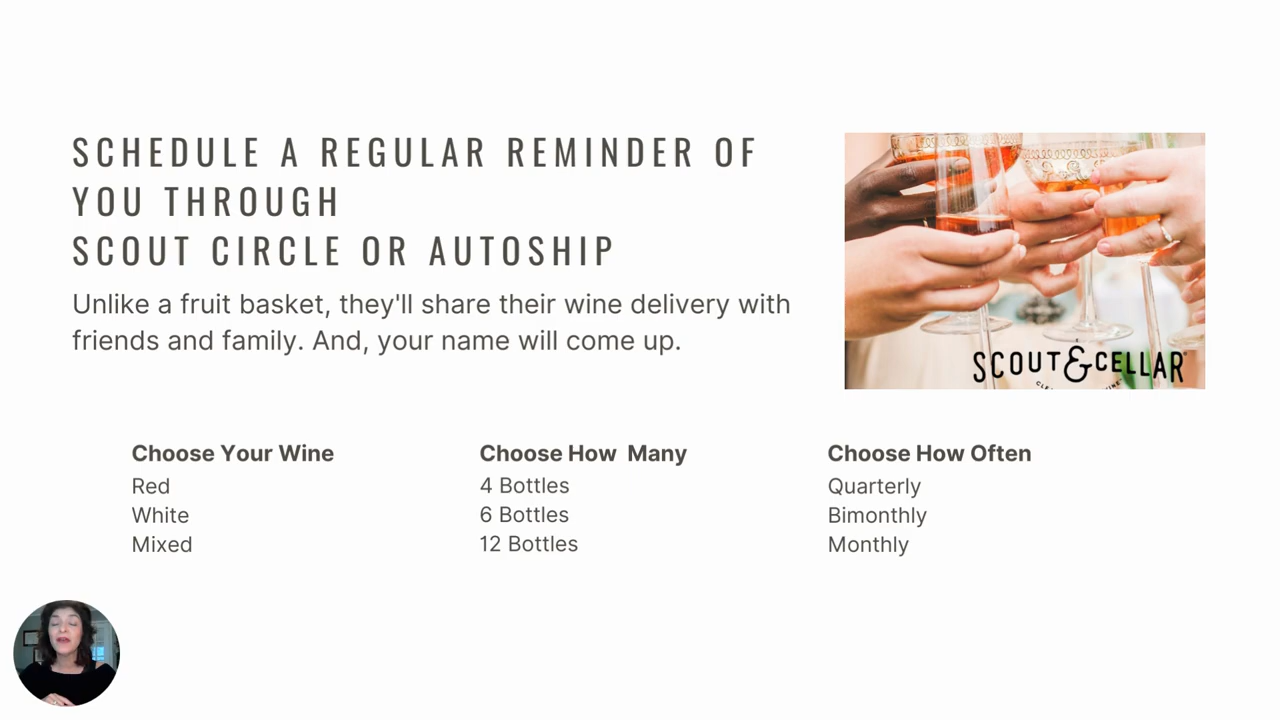 SCHEDULE A REGULAR REMINDER OF
YOU THROUGH
SCOUT CIRCLE OR AUTOSHIP
Unlike a fruit basket, they'll share their wine delivery with
friends and family. And, your name will come up.
SCOUT & CELLAR
Choose Your Wine
Red
White
Mixed
Choose How Many
4 Bottles
6 Bottles
12 Bottles
Choose How Often
Quarterly
Bimonthly
Monthly